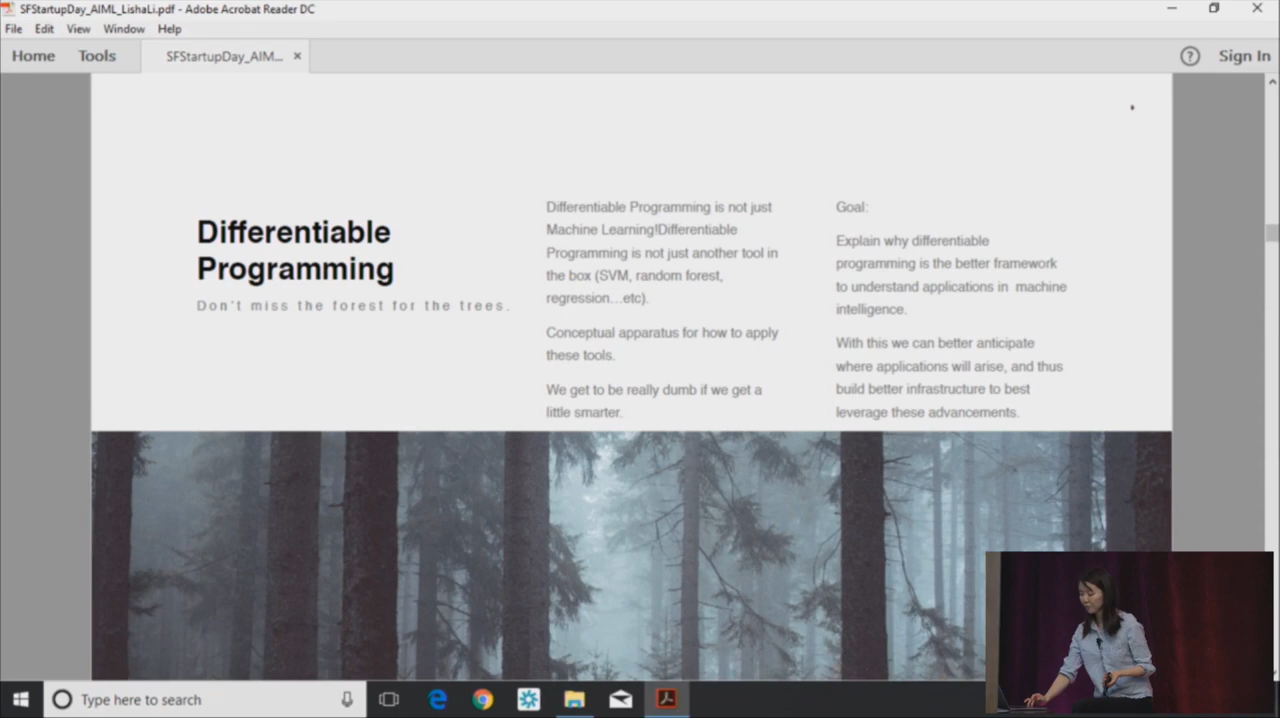 SFStartupDay_AIML_LishaLi.pdf - Adobe Acrobat Reader DC
File Edit View Window Help
Home Tools SFStartupDay_AIM... × ? Sign In
Differentiable
Programming
Don't miss the forest for the trees.
Differentiable Programming is not just
Machine Learning!Differentiable
Programming is not just another tool in
the box (SVM, random forest,
regression...etc).
Conceptual apparatus for how to apply
these tools.
We get to be really dumb if we get a
little smarter.
Goal:
Explain why differentiable
programming is the better framework
to understand applications in machine
intelligence.
With this we can better anticipate
where applications will arise, and thus
build better infrastructure to best
leverage these advancements.
Type here to search